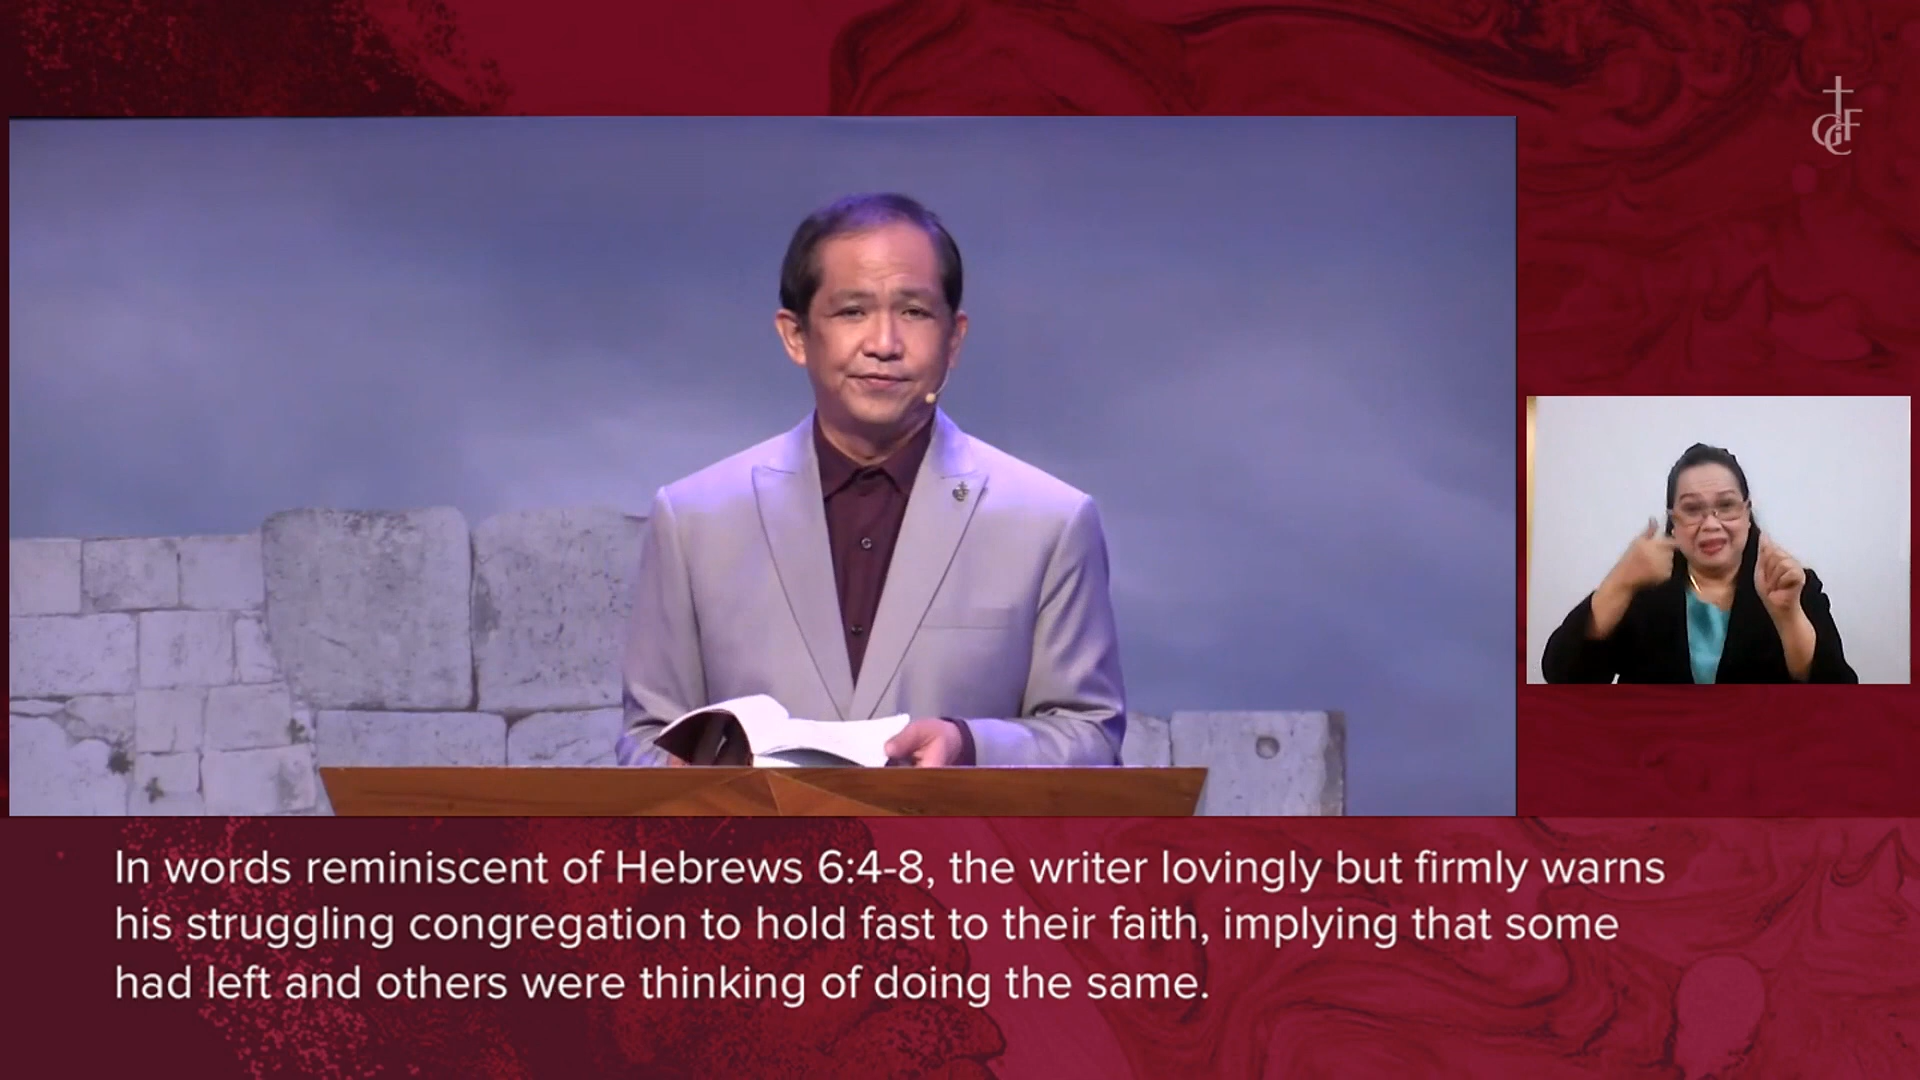 GCF
In words reminiscent of Hebrews 6:4-8, the writer lovingly but firmly warns
his struggling congregation to hold fast to their faith, implying that some
had left and others were thinking of doing the same.